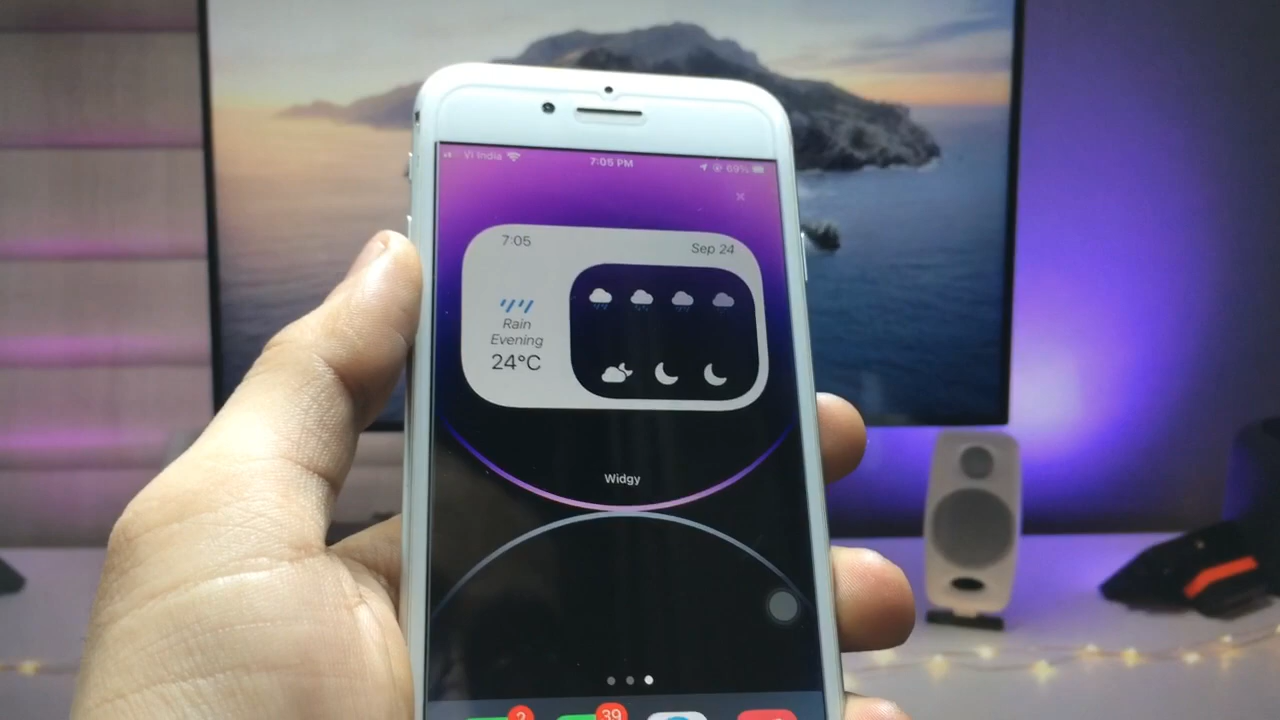 Vi India
7:05 PM
69%
7:05
Sep 24
Rain
Evening
24°C
Widgy
2
39